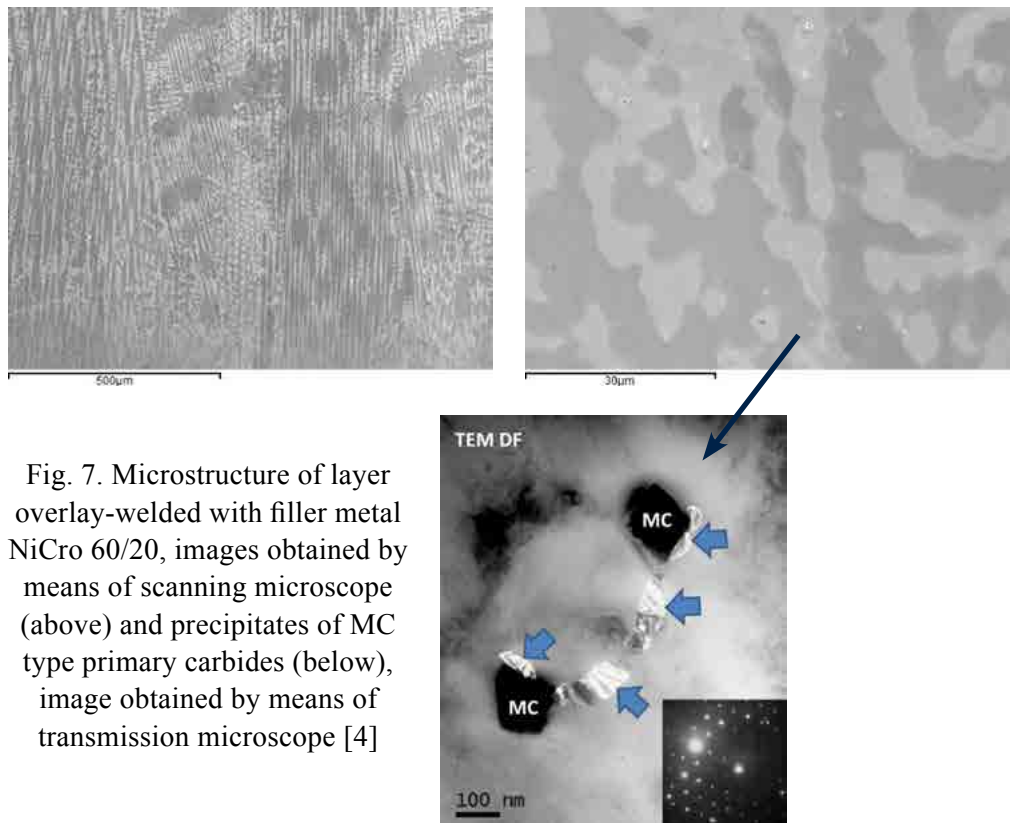 500µm
30µm
Fig. 7. Microstructure of layer
overlay-welded with filler metal
NiCro 60/20, images obtained by
means of scanning microscope
(above) and precipitates of MC
type primary carbides (below),
image obtained by means of
transmission microscope [4]
TEM DF
MC
MC
100 nm